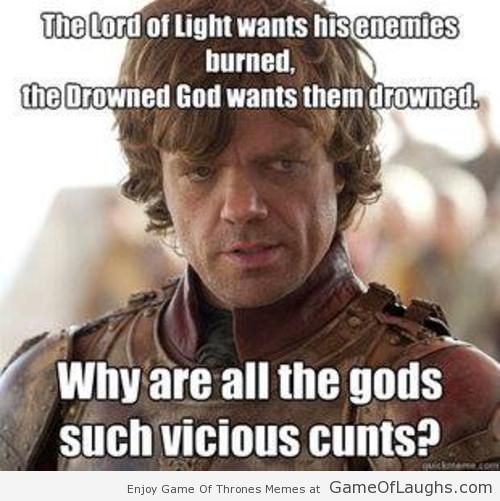 The Lord of Light wants his enemies
burned,
the Drowned God wants them drowned.
Why are all the gods
such vicious cunts?
quickmeme.com
Enjoy Game Of Thrones Memes at GameOfLaughs.com